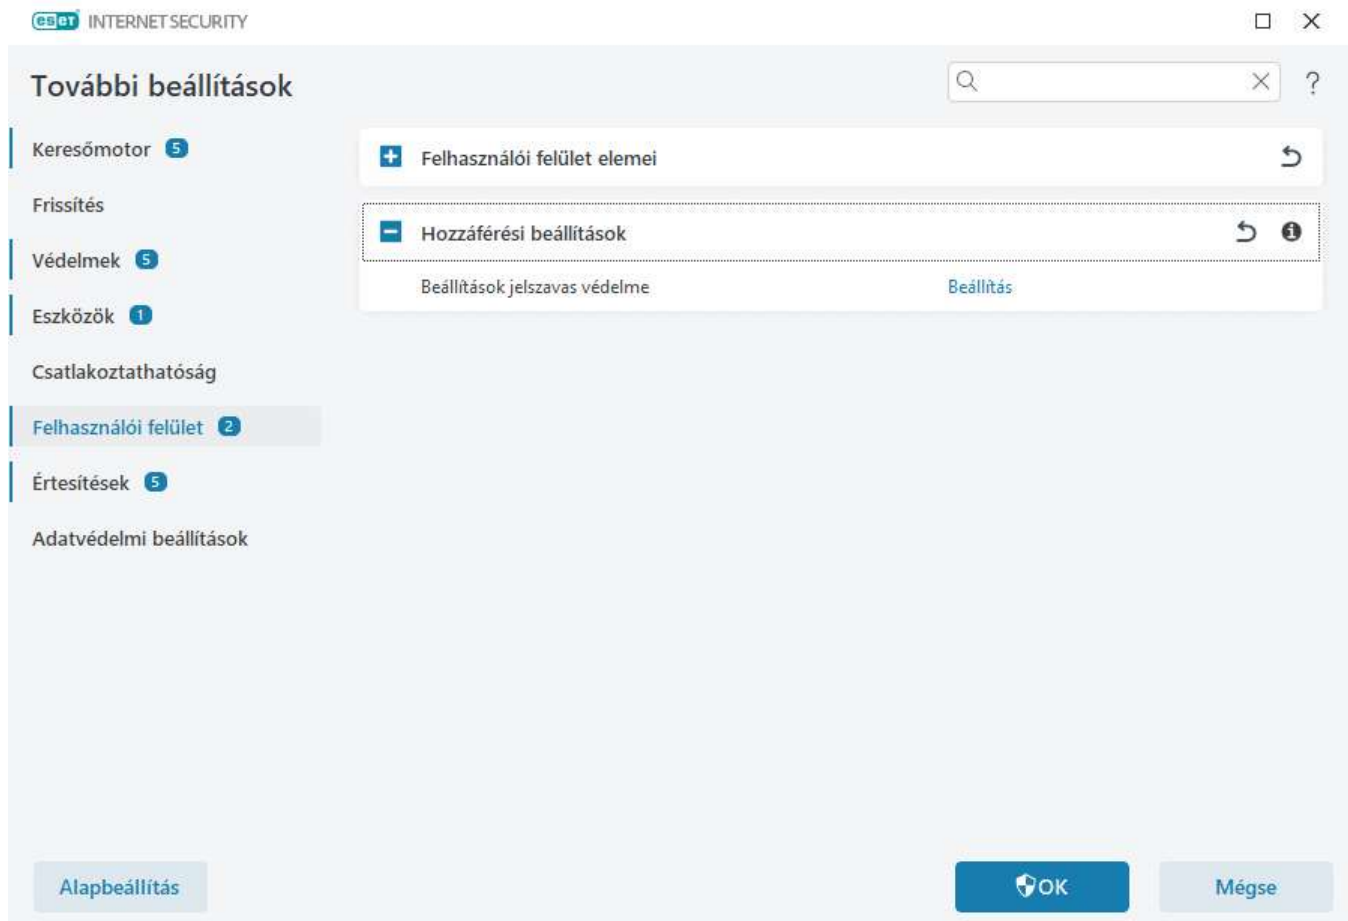 eset INTERNET SECURITY
További beállítások
?
Keresőmotor 5
Frissítés
Védelmek 5
Eszközök 1
Csatlakoztathatóság
Felhasználói felület 2
Értesítések 5
Adatvédelmi beállítások
Felhasználói felület elemei
Hozzáférési beállítások
Beállítások jelszavas védelme Beállítás
Alapbeállítás OK Mégse